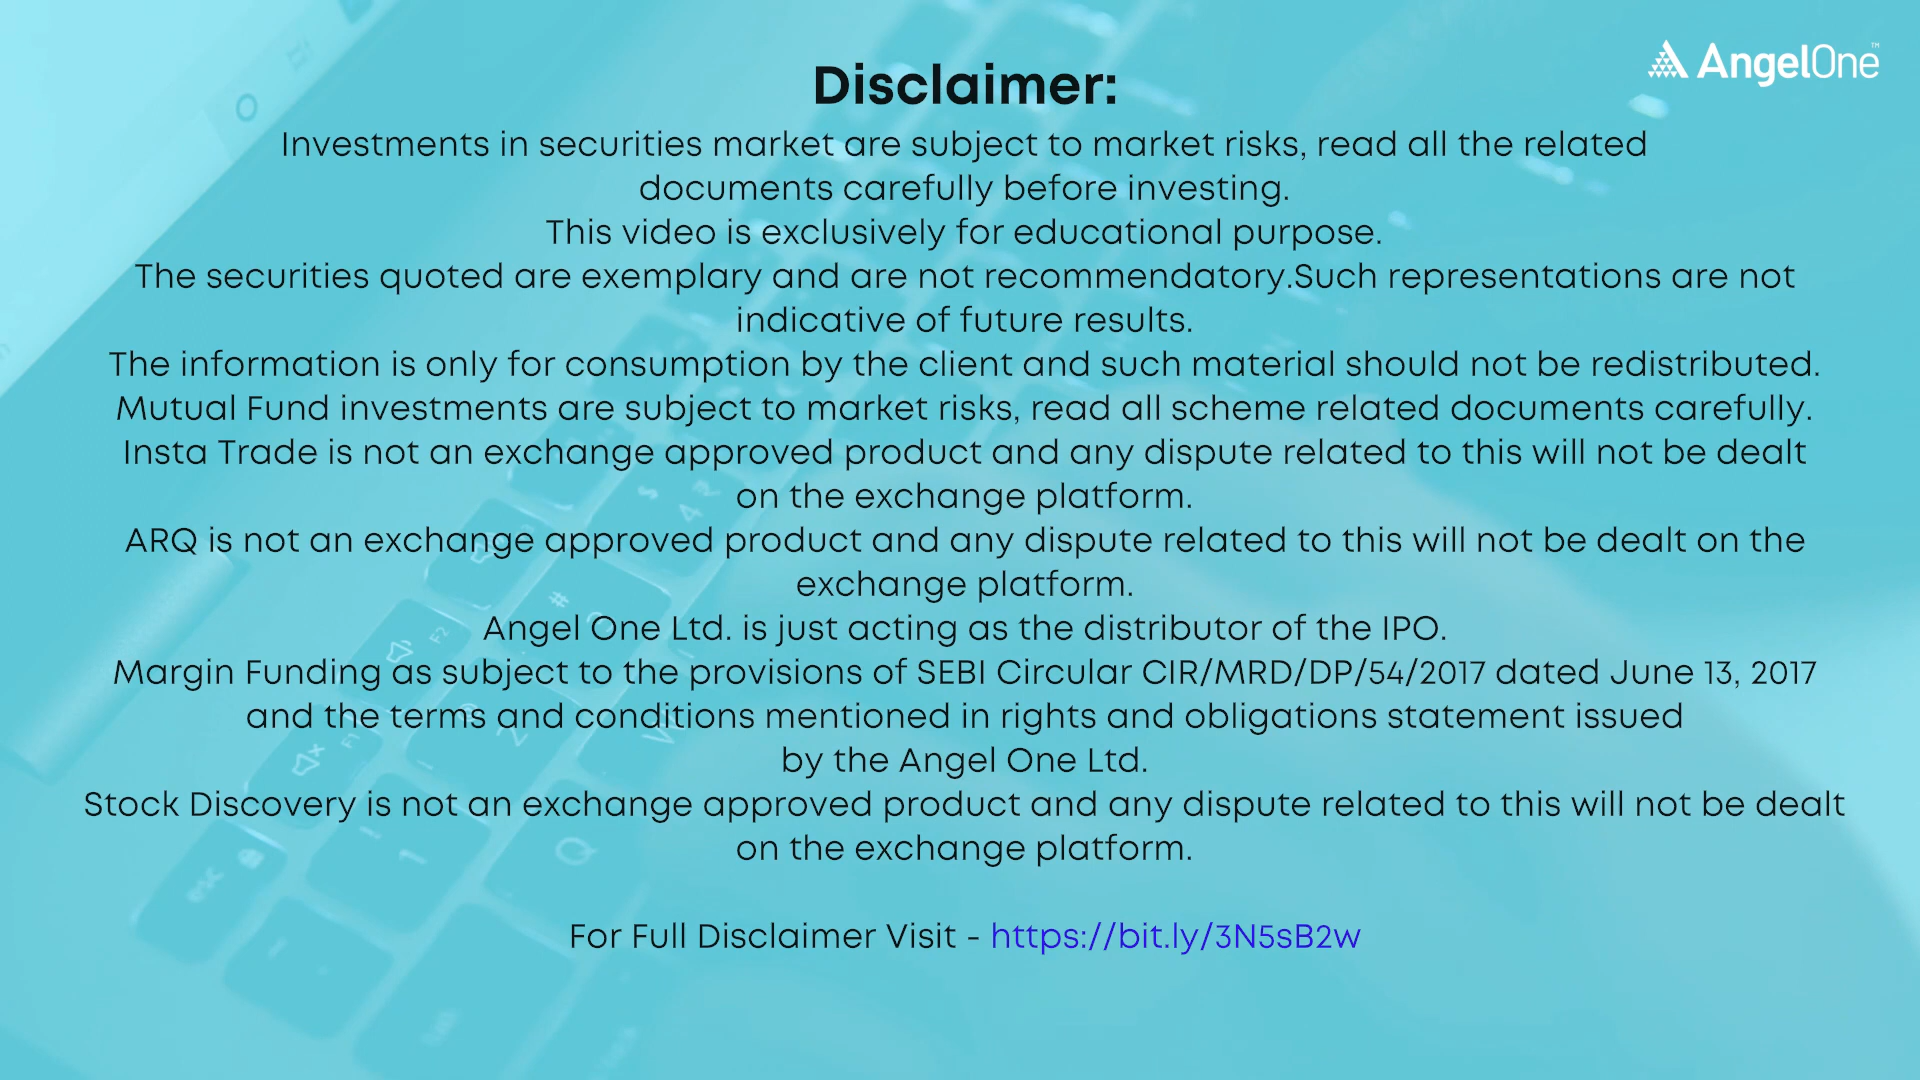 AngelOne™
Disclaimer:
Investments in securities market are subject to market risks, read all the related
documents carefully before investing.
This video is exclusively for educational purpose.
The securities quoted are exemplary and are not recommendatory.Such representations are not
indicative of future results.
The information is only for consumption by the client and such material should not be redistributed.
Mutual Fund investments are subject to market risks, read all scheme related documents carefully.
Insta Trade is not an exchange approved product and any dispute related to this will not be dealt
on the exchange platform.
ARQ is not an exchange approved product and any dispute related to this will not be dealt on the
exchange platform.
Angel One Ltd. is just acting as the distributor of the IPO.
Margin Funding as subject to the provisions of SEBI Circular CIR/MRD/DP/54/2017 dated June 13, 2017
and the terms and conditions mentioned in rights and obligations statement issued
by the Angel One Ltd.
Stock Discovery is not an exchange approved product and any dispute related to this will not be dealt
on the exchange platform.
For Full Disclaimer Visit - https://bit.ly/3N5sB2w